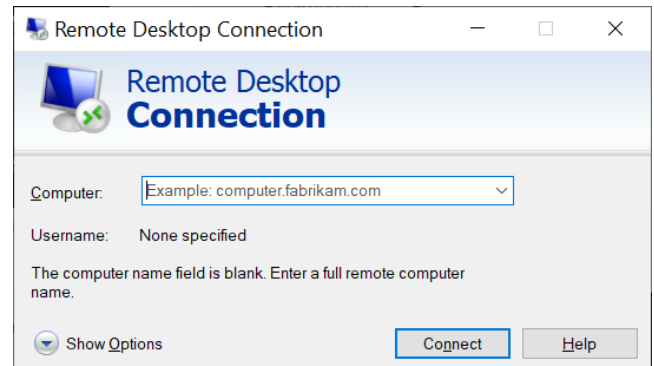 Remote Desktop Connection
Remote Desktop
Connection
Computer: Example: computer.fabrikam.com
Username: None specified
The computer name field is blank. Enter a full remote computer
name.
Show Options Connect Help